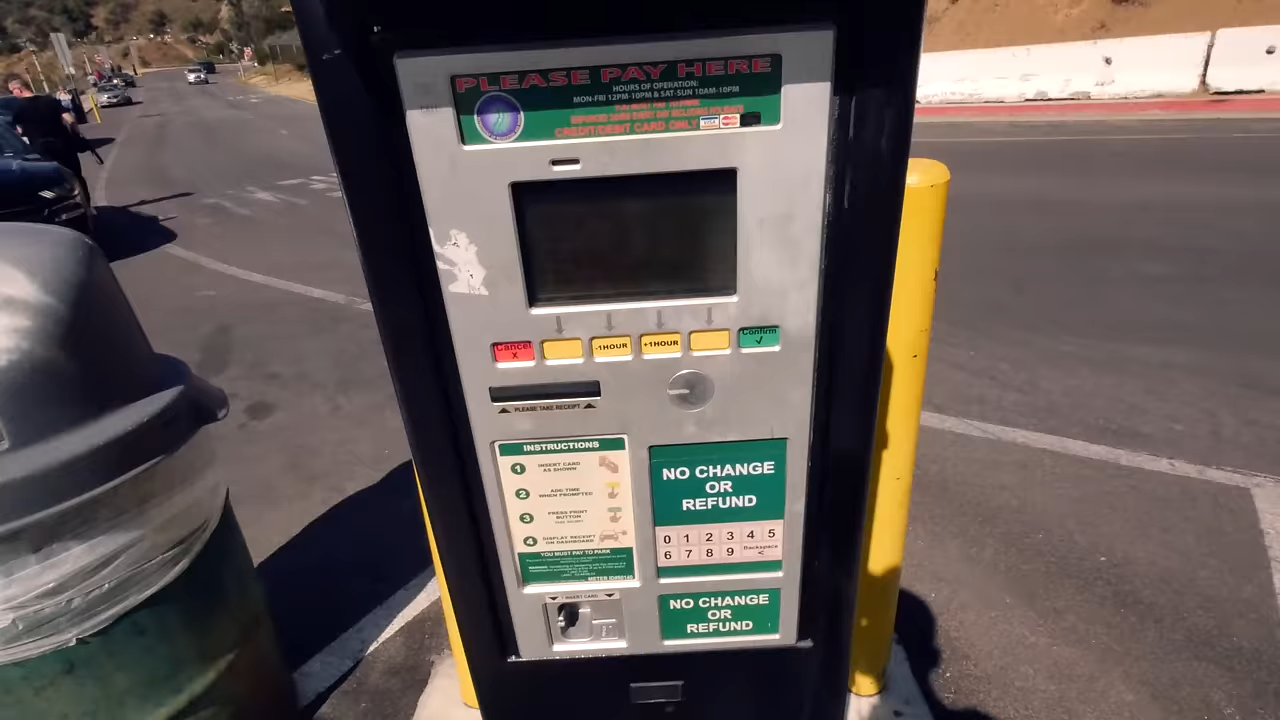 PLEASE PAY HERE
HOURS OF OPERATION:
MON-FRI 12PM-10PM & SAT-SUN 10AM-10PM
CREDIT/DEBIT CARD ONLY VISA
Cancel X
-1HOUR
+1HOUR
Confirm ✓
PLEASE TAKE RECEIPT
INSTRUCTIONS
1 INSERT CARD
AS SHOWN
2 ADD TIME
WHEN PROMPTED
3 PRESS PRINT
BUTTON
4 DISPLAY RECEIPT
ON DASHBOARD
YOU MUST PAY TO PARK
INSERT CARD
NO CHANGE
OR
REFUND
0 1 2 3 4 5
6 7 8 9 Backspace <
NO CHANGE
OR
REFUND